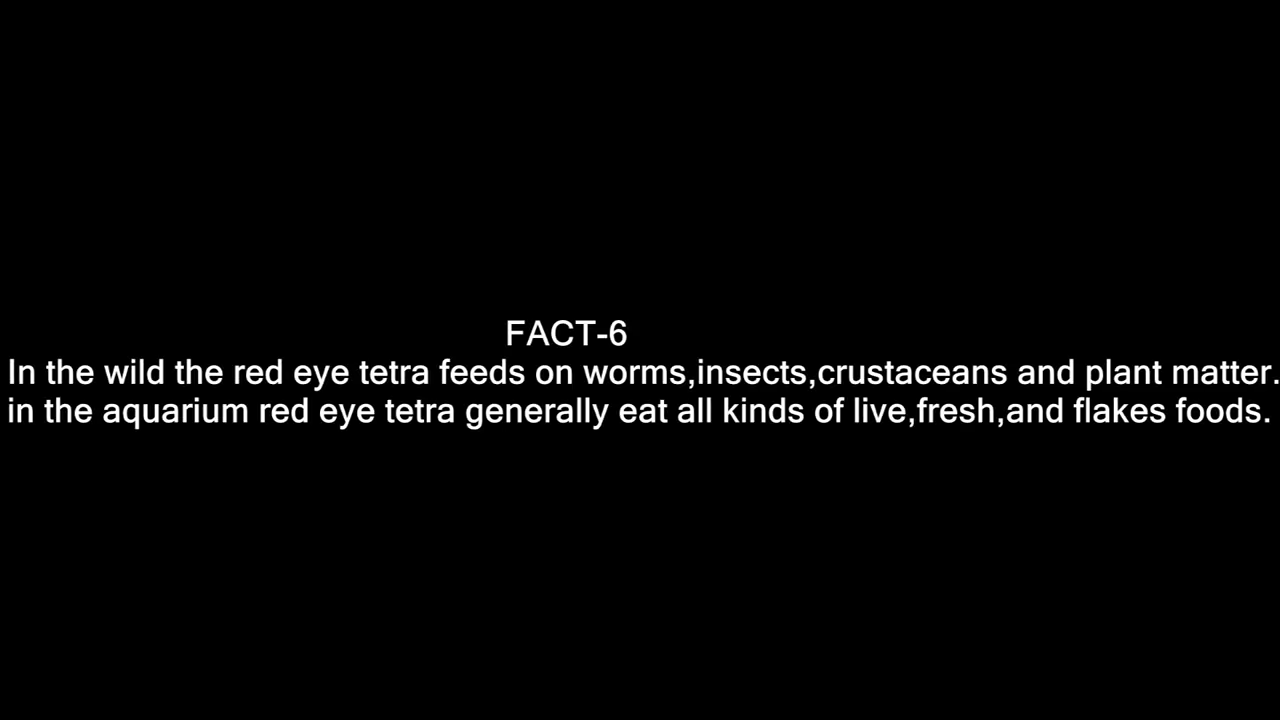 FACT-6
In the wild the red eye tetra feeds on worms,insects,crustaceans and plant matter.
in the aquarium red eye tetra generally eat all kinds of live,fresh,and flakes foods.